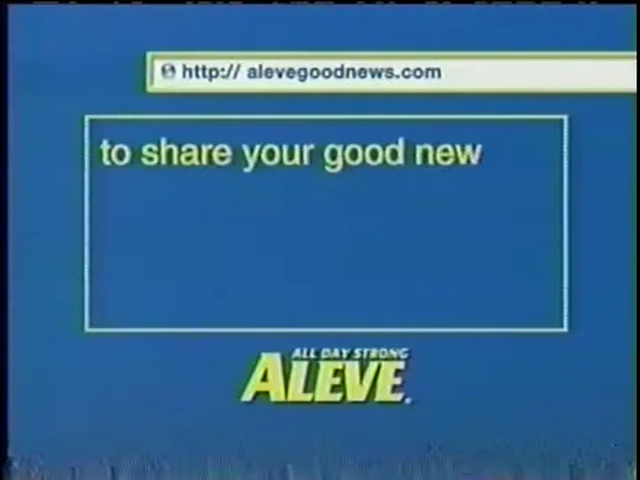 http:// alevegoodnews.com
to share your good new
ALL DAY STRONG
ALEVE.